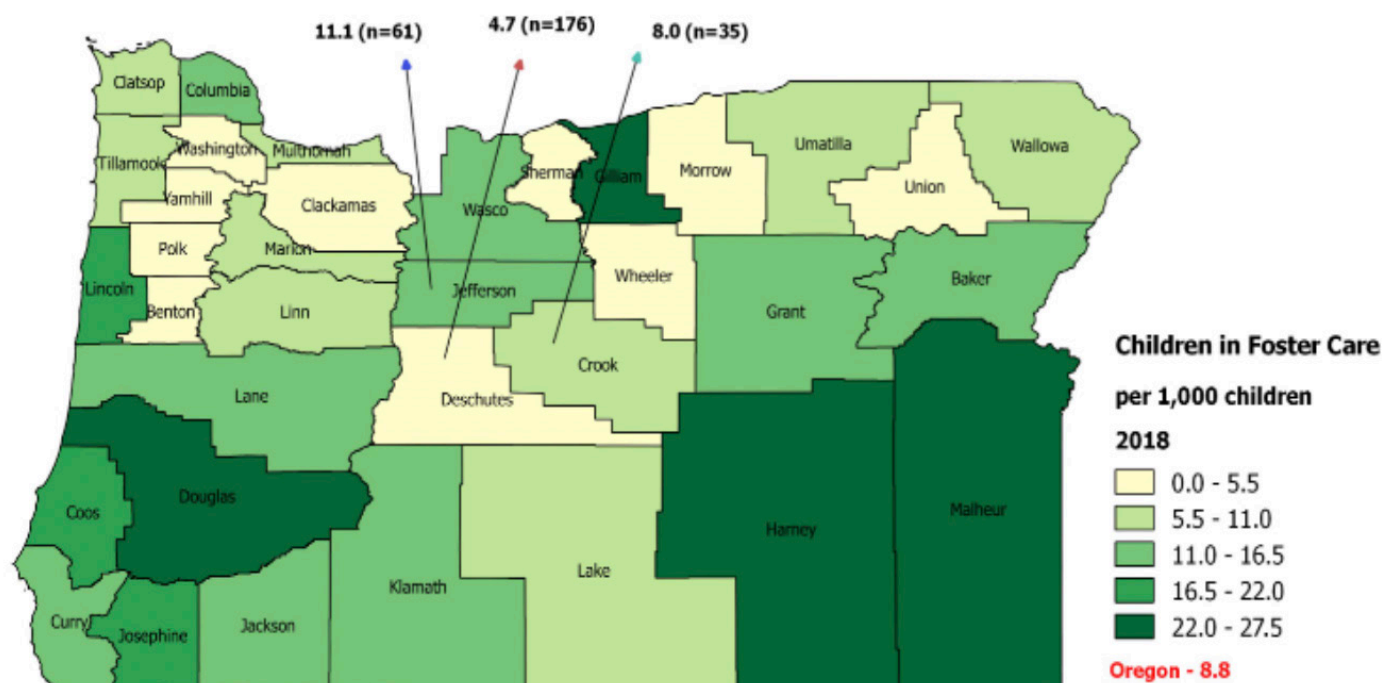 11.1 (n=61)
4.7 (n=176)
8.0 (n=35)
Clatsop
Columbia
Tillamook
Washington
Multnomah
Yamhill
Clackamas
Polk
Marion
Lincoln
Benton
Linn
Wasco
Sherman
Gilliam
Morrow
Umatilla
Union
Wallowa
Jefferson
Wheeler
Grant
Baker
Crook
Deschutes
Lane
Douglas
Coos
Curry
Josephine
Jackson
Klamath
Lake
Harney
Malheur
Children in Foster Care
per 1,000 children
2018
0.0 - 5.5
5.5 - 11.0
11.0 - 16.5
16.5 - 22.0
22.0 - 27.5
Oregon - 8.8